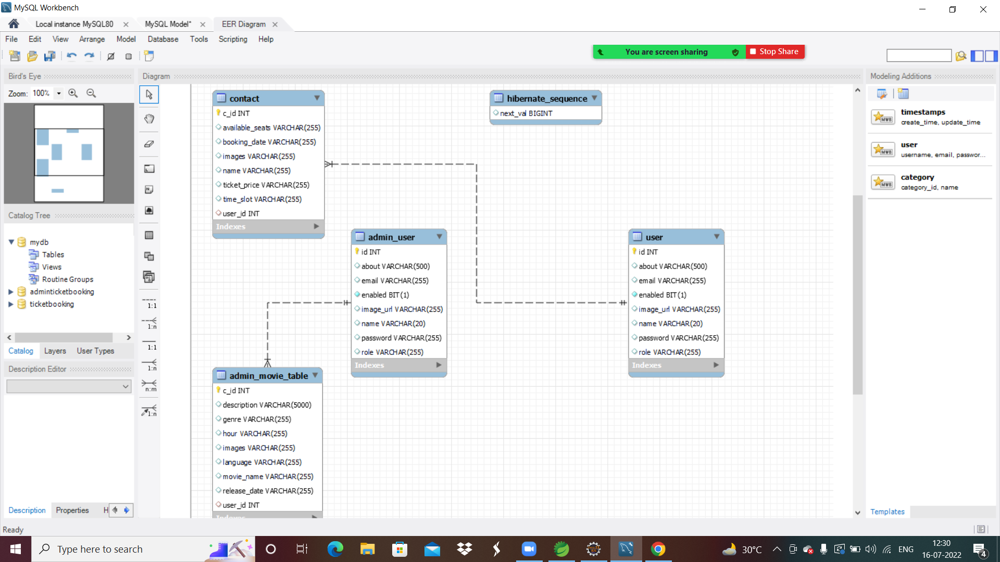 MySQL Workbench
Local instance MySQL80
MySQL Model*
EER Diagram
File Edit View Arrange Model Database Tools Scripting Help
You are screen sharing
Stop Share
Bird's Eye
Diagram
Modeling Additions
Zoom: 100%
contact
c_id INT
available_seats VARCHAR(255)
booking_date VARCHAR(255)
images VARCHAR(255)
name VARCHAR(255)
ticket_price VARCHAR(255)
time_slot VARCHAR(255)
user_id INT
Indexes
hibernate_sequence
next_val BIGINT
timestamps
create_time, update_time
user
username, email, passwor...
category
category_id, name
Catalog Tree
mydb
Tables
Views
Routine Groups
adminticketbooking
ticketbooking
Catalog Layers User Types
Description Editor
1:1
1:n
1:1
1:n
n:m
1:n
admin_user
id INT
about VARCHAR(500)
email VARCHAR(255)
enabled BIT(1)
image_url VARCHAR(255)
name VARCHAR(20)
password VARCHAR(255)
role VARCHAR(255)
Indexes
user
id INT
about VARCHAR(500)
email VARCHAR(255)
enabled BIT(1)
image_url VARCHAR(255)
name VARCHAR(20)
password VARCHAR(255)
role VARCHAR(255)
Indexes
admin_movie_table
c_id INT
description VARCHAR(5000)
genre VARCHAR(255)
hour VARCHAR(255)
images VARCHAR(255)
language VARCHAR(255)
movie_name VARCHAR(255)
release_date VARCHAR(255)
user_id INT
Indexes
Description Properties H
Templates
Ready
Type here to search
30°C
ENG
12:30
16-07-2022
4